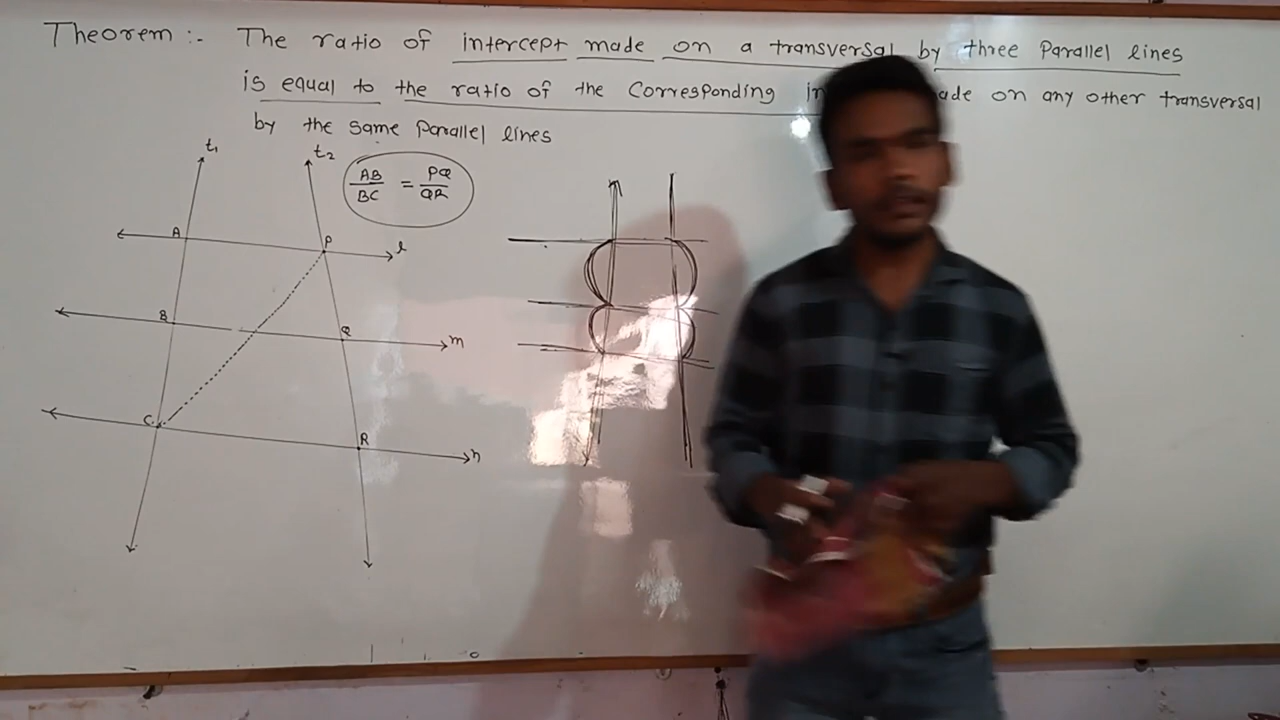 Theorem :- The ratio of intercept made on a transversal by three Parallel lines
is equal to the ratio of the Corresponding in ade on any other transversal
by the same Parallel lines
t₁ t₂
AB/BC = PQ/QR
A P l
B Q m
C R n